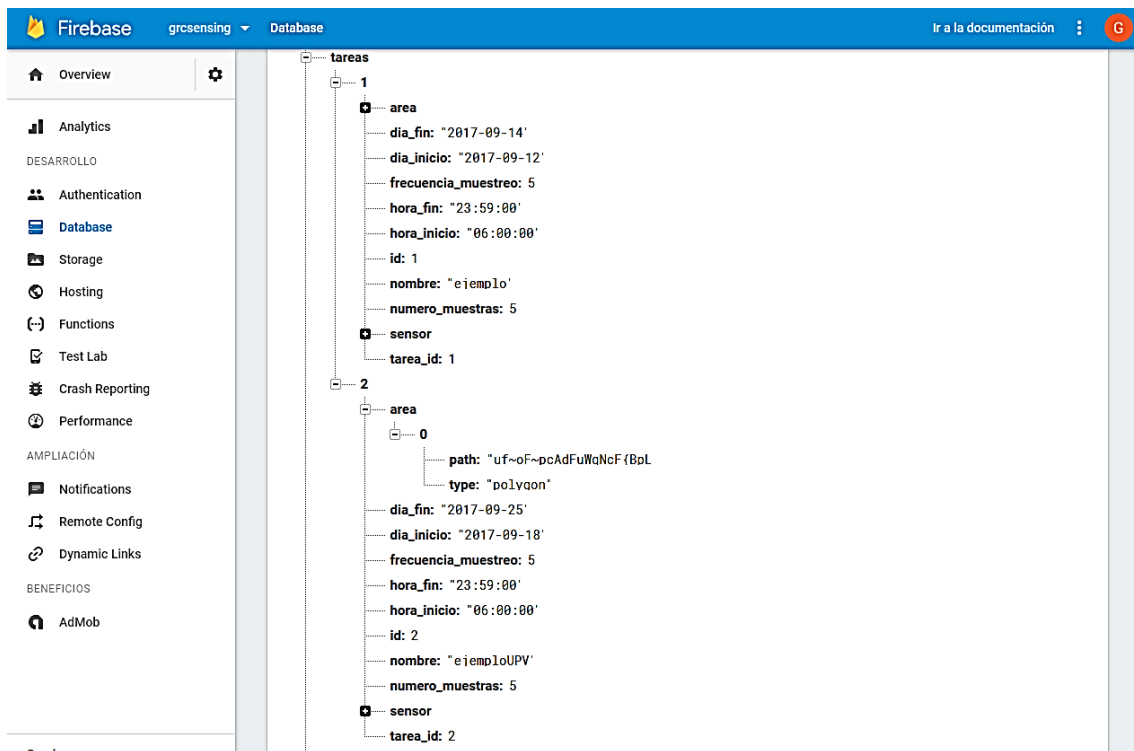 Firebase grcsensing Database Ir a la documentación G
Overview
Analytics
DESARROLLO
Authentication
Database
Storage
Hosting
Functions
Test Lab
Crash Reporting
Performance
AMPLIACIÓN
Notifications
Remote Config
Dynamic Links
BENEFICIOS
AdMob
tareas
1
area
dia_fin: "2017-09-14'
dia_inicio: "2017-09-12'
frecuencia_muestreo: 5
hora_fin: "23:59:00'
hora_inicio: "06:00:00'
id: 1
nombre: "ejemplo'
numero_muestras: 5
sensor
tarea_id: 1
2
area
0
path: "uf~oF~pcAdFuWqNcF{BpL
type: "polygon"
dia_fin: "2017-09-25'
dia_inicio: "2017-09-18'
frecuencia_muestreo: 5
hora_fin: "23:59:00'
hora_inicio: "06:00:00'
id: 2
nombre: "ejemploUPV'
numero_muestras: 5
sensor
tarea_id: 2